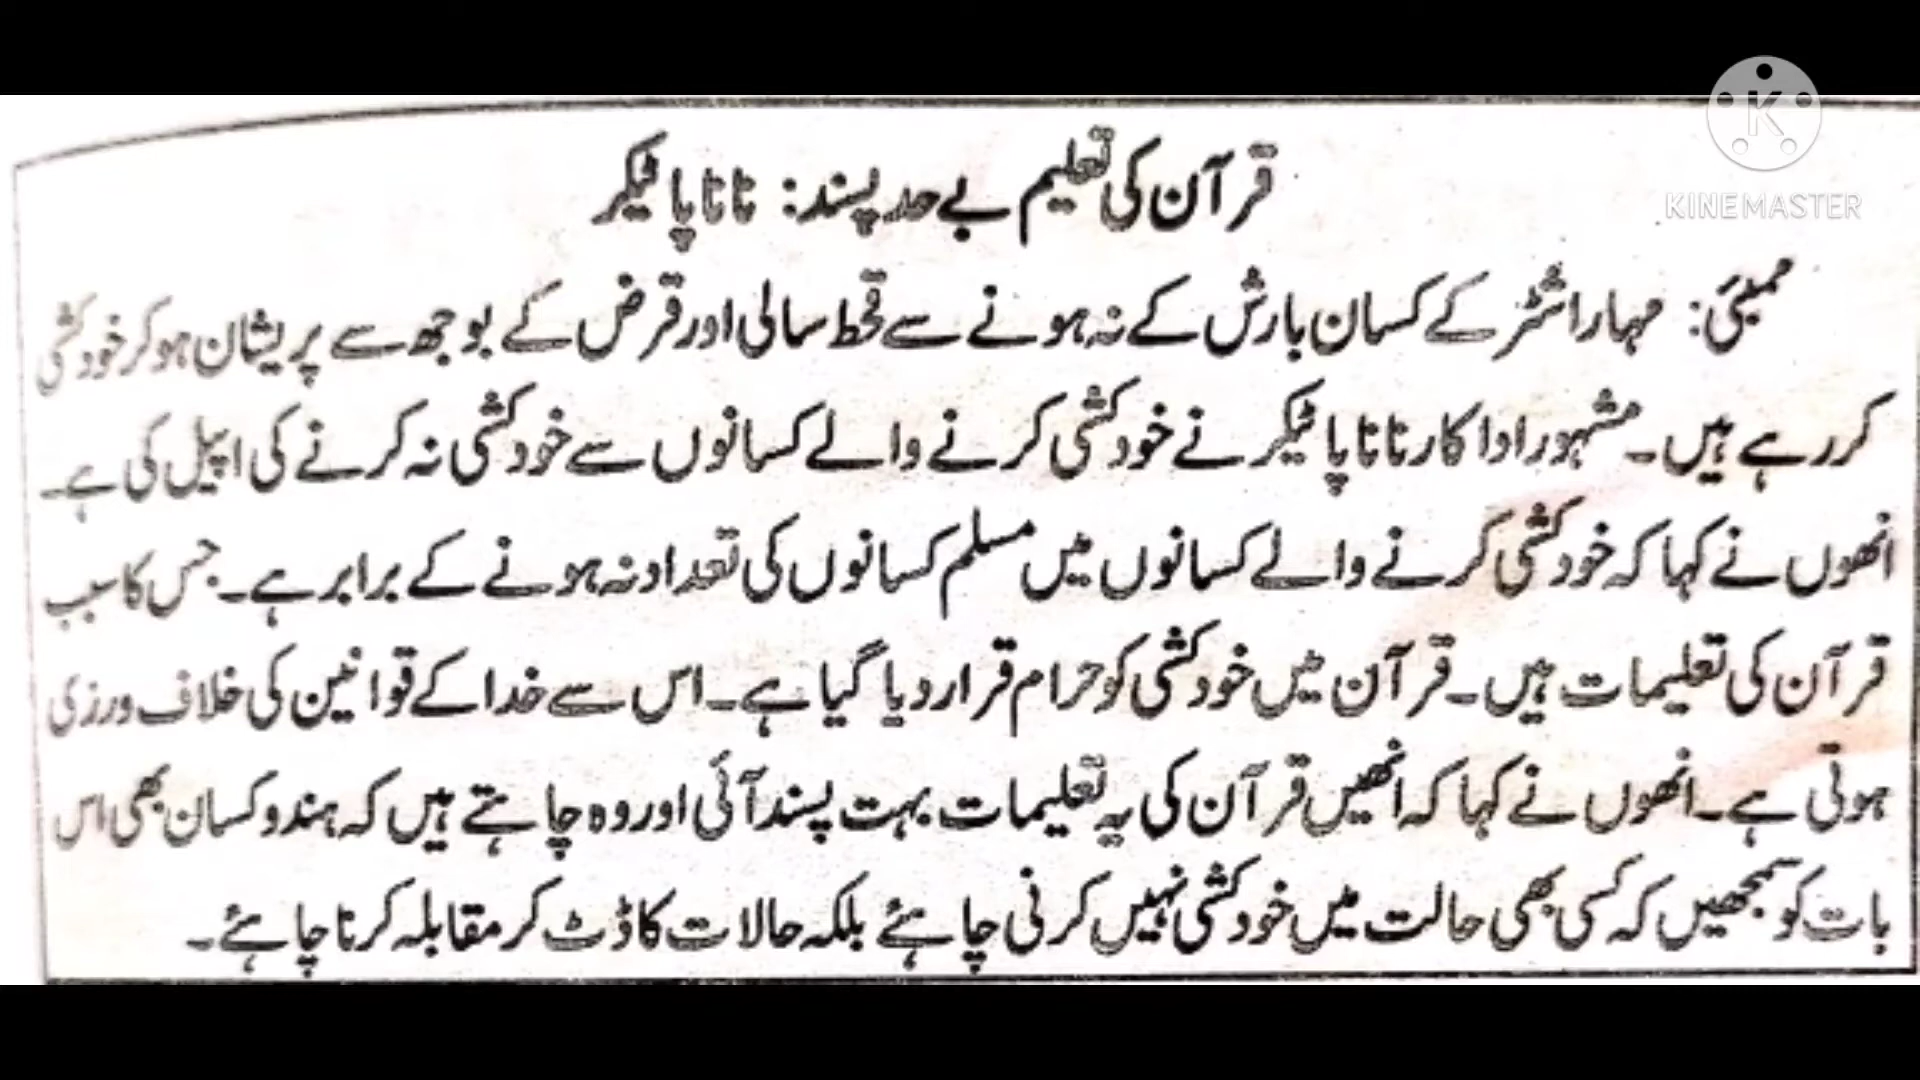 KINEMASTER
قرآن کی تعلیم بے حد پسند: نانا پاٹیکر
ممبئی: مہاراشٹر کے کسان بارش کے نہ ہونے سے قحط سالی اور قرض کے بوجھ سے پریشان ہو کر خودکشی
کر رہے ہیں۔ مشہور اداکار نانا پاٹیکر نے خودکشی کرنے والے کسانوں سے خودکشی نہ کرنے کی اپیل کی ہے۔
انھوں نے کہا کہ خودکشی کرنے والے کسانوں میں مسلم کسانوں کی تعداد نہ ہونے کے برابر ہے۔ جس کا سبب
قرآن کی تعلیمات ہیں۔ قرآن میں خودکشی کو حرام قرار دیا گیا ہے۔ اس سے خدا کے قوانین کی خلاف ورزی
ہوتی ہے۔ انھوں نے کہا کہ انھیں قرآن کی یہ تعلیمات بہت پسند آئی اور وہ چاہتے ہیں کہ ہندو کسان بھی اس
بات کو سمجھیں کہ کسی بھی حالت میں خودکشی نہیں کرنی چاہئے بلکہ حالات کا ڈٹ کر مقابلہ کرنا چاہئے۔